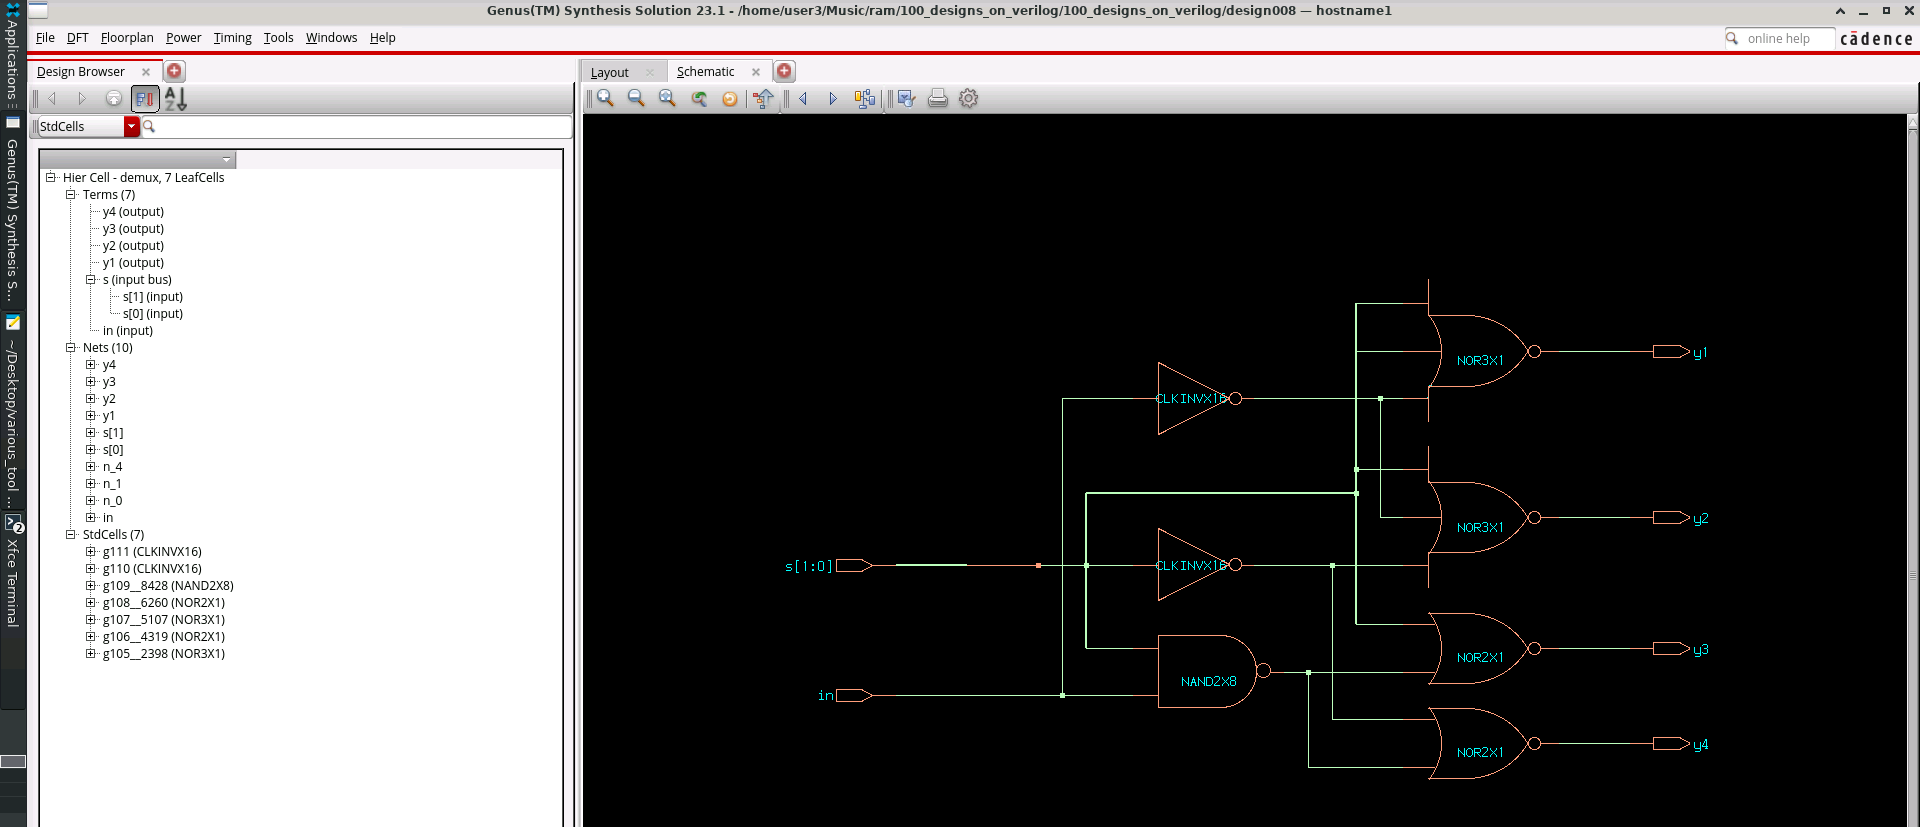 Genus(TM) Synthesis Solution 23.1 - /home/user3/Music/ram/100_designs_on_verilog/100_designs_on_verilog/design008 — hostname1
File DFT Floorplan Power Timing Tools Windows Help
online help
cādence
Applications
Genus(TM) Synthesis S...
~/Desktop/various_tool ...
2
Xfce Terminal
Design Browser
Layout
Schematic
A
Z
StdCells
Hier Cell - demux, 7 LeafCells
Terms (7)
y4 (output)
y3 (output)
y2 (output)
y1 (output)
s (input bus)
s[1] (input)
s[0] (input)
in (input)
Nets (10)
y4
y3
y2
y1
s[1]
s[0]
n_4
n_1
n_0
in
StdCells (7)
g111 (CLKINVX16)
g110 (CLKINVX16)
g109__8428 (NAND2X8)
g108__6260 (NOR2X1)
g107__5107 (NOR3X1)
g106__4319 (NOR2X1)
g105__2398 (NOR3X1)
NOR3X1
y1
CLKINVX16
NOR3X1
y2
s[1:0]
CLKINVX16
NOR2X1
y3
NAND2X8
in
NOR2X1
y4